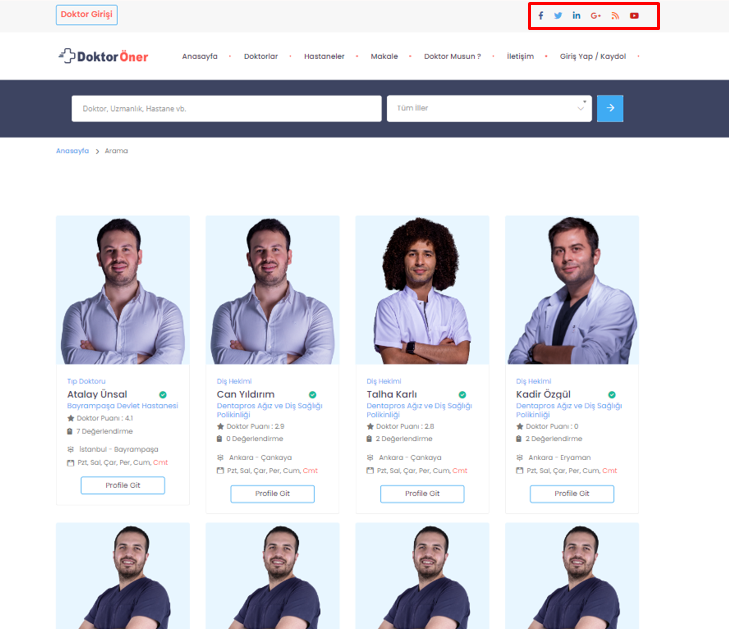 Doktor Girişi
G+
DoktorÖner
Anasayfa Doktorlar Hastaneler Makale Doktor Musun ? İletişim Giriş Yap / Kaydol
Doktor, Uzmanlık, Hastane vb. Tüm İller
Anasayfa Arama
Tıp Doktoru
Atalay Ünsal
Bayrampaşa Devlet Hastanesi
Doktor Puanı : 4.1
7 Değerlendirme
İstanbul - Bayrampaşa
Pzt, Sal, Çar, Per, Cum, Cmt
Profile Git
Diş Hekimi
Can Yıldırım
Dentapros Ağız ve Diş Sağlığı
Polikinliği
Doktor Puanı : 2.9
0 Değerlendirme
Ankara - Çankaya
Pzt, Sal, Çar, Per, Cum, Cmt
Profile Git
Diş Hekimi
Talha Karlı
Dentapros Ağız ve Diş Sağlığı
Polikinliği
Doktor Puanı : 2.8
2 Değerlendirme
Ankara - Çankaya
Pzt, Sal, Çar, Per, Cum, Cmt
Profile Git
Diş Hekimi
Kadir Özgül
Dentapros Ağız ve Diş Sağlığı
Polikinliği
Doktor Puanı : 0
2 Değerlendirme
Ankara - Eryaman
Pzt, Sal, Çar, Per, Cum, Cmt
Profile Git